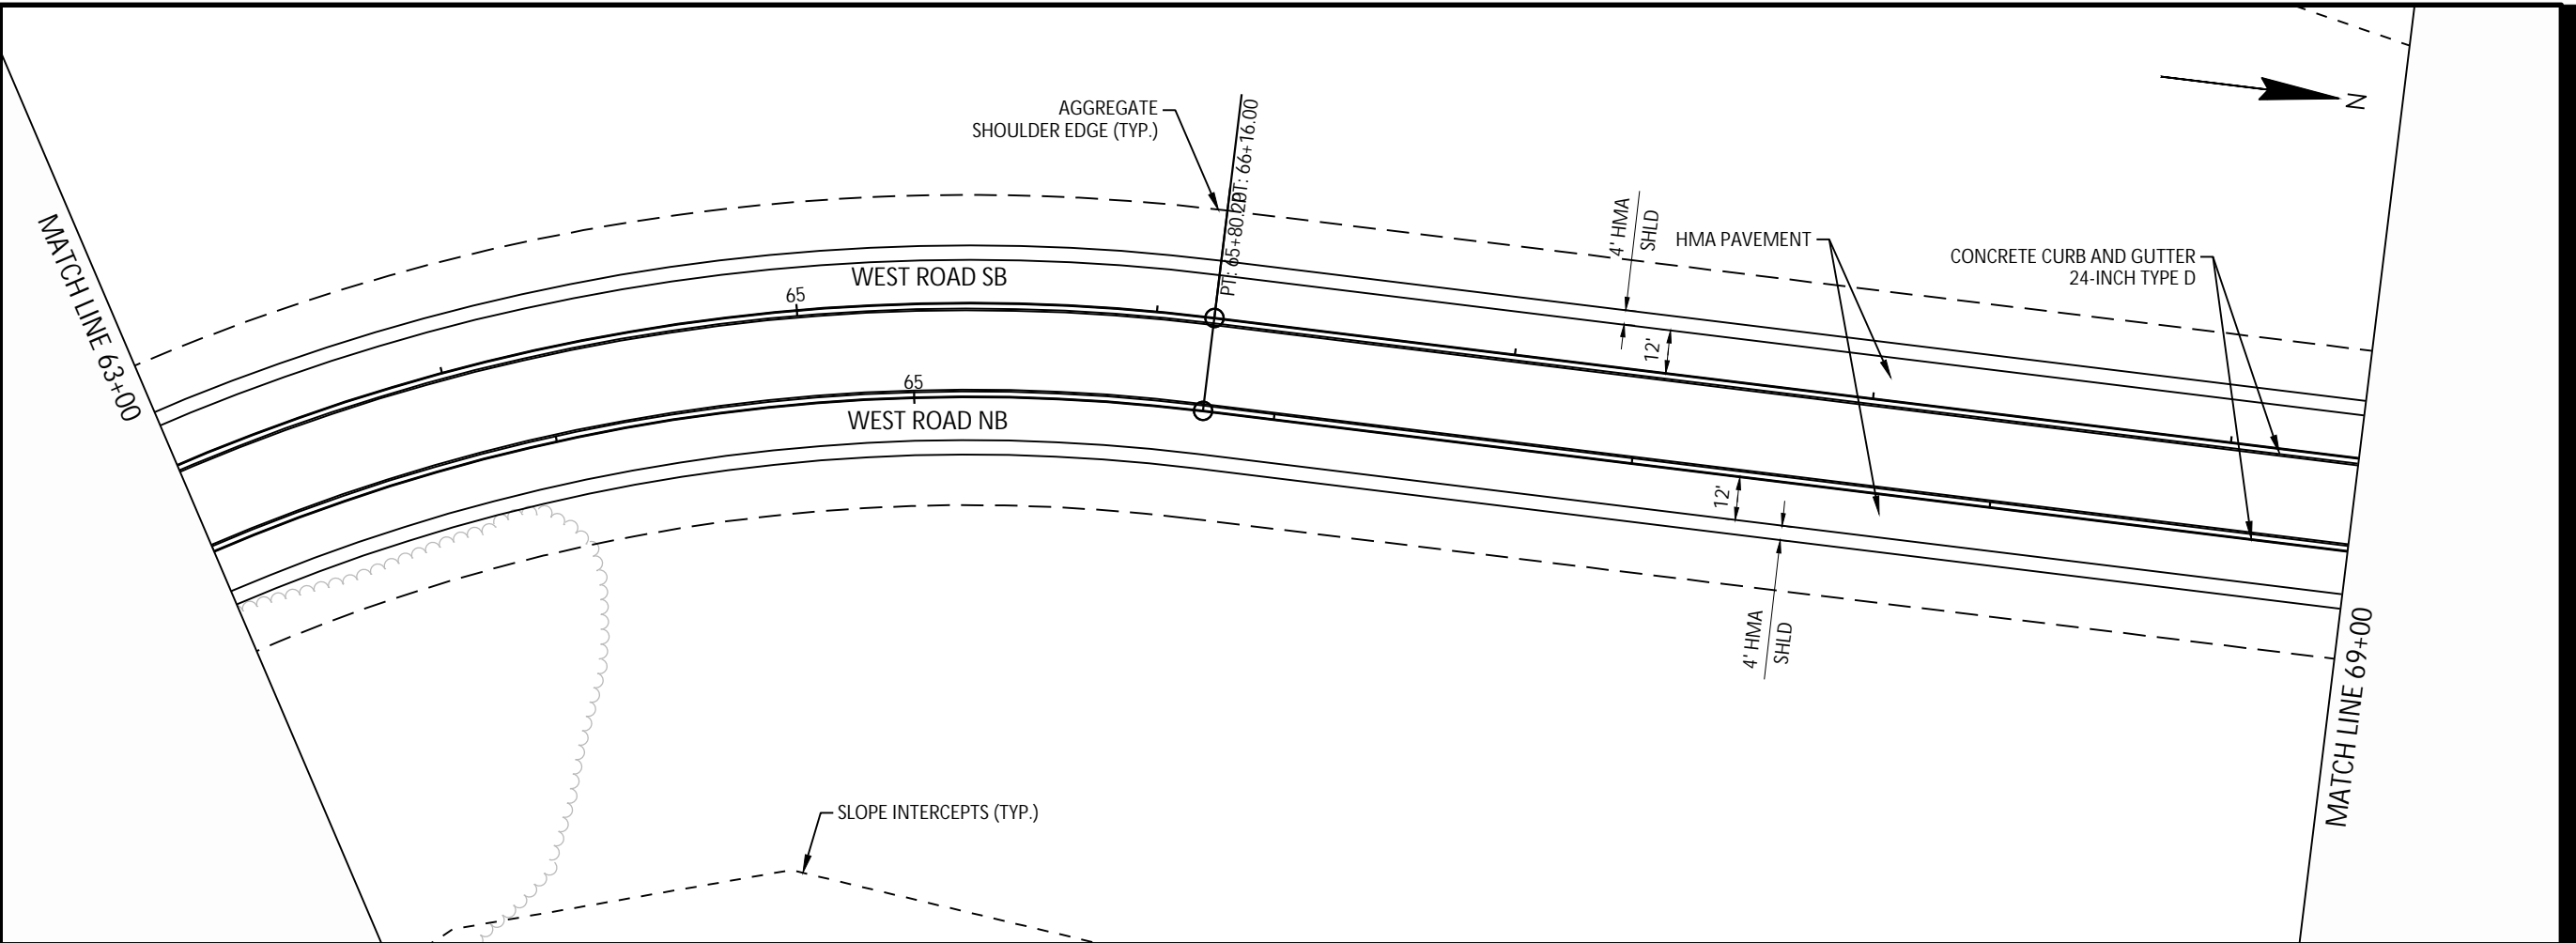 N
AGGREGATE
SHOULDER EDGE (TYP.)
PT: 66+16.00
PT: 65+80.20
MATCH LINE 63+00
WEST ROAD SB
65
4' HMA
SHLD
HMA PAVEMENT
CONCRETE CURB AND GUTTER
24-INCH TYPE D
12'
65
WEST ROAD NB
12'
4' HMA
SHLD
MATCH LINE 69+00
SLOPE INTERCEPTS (TYP.)